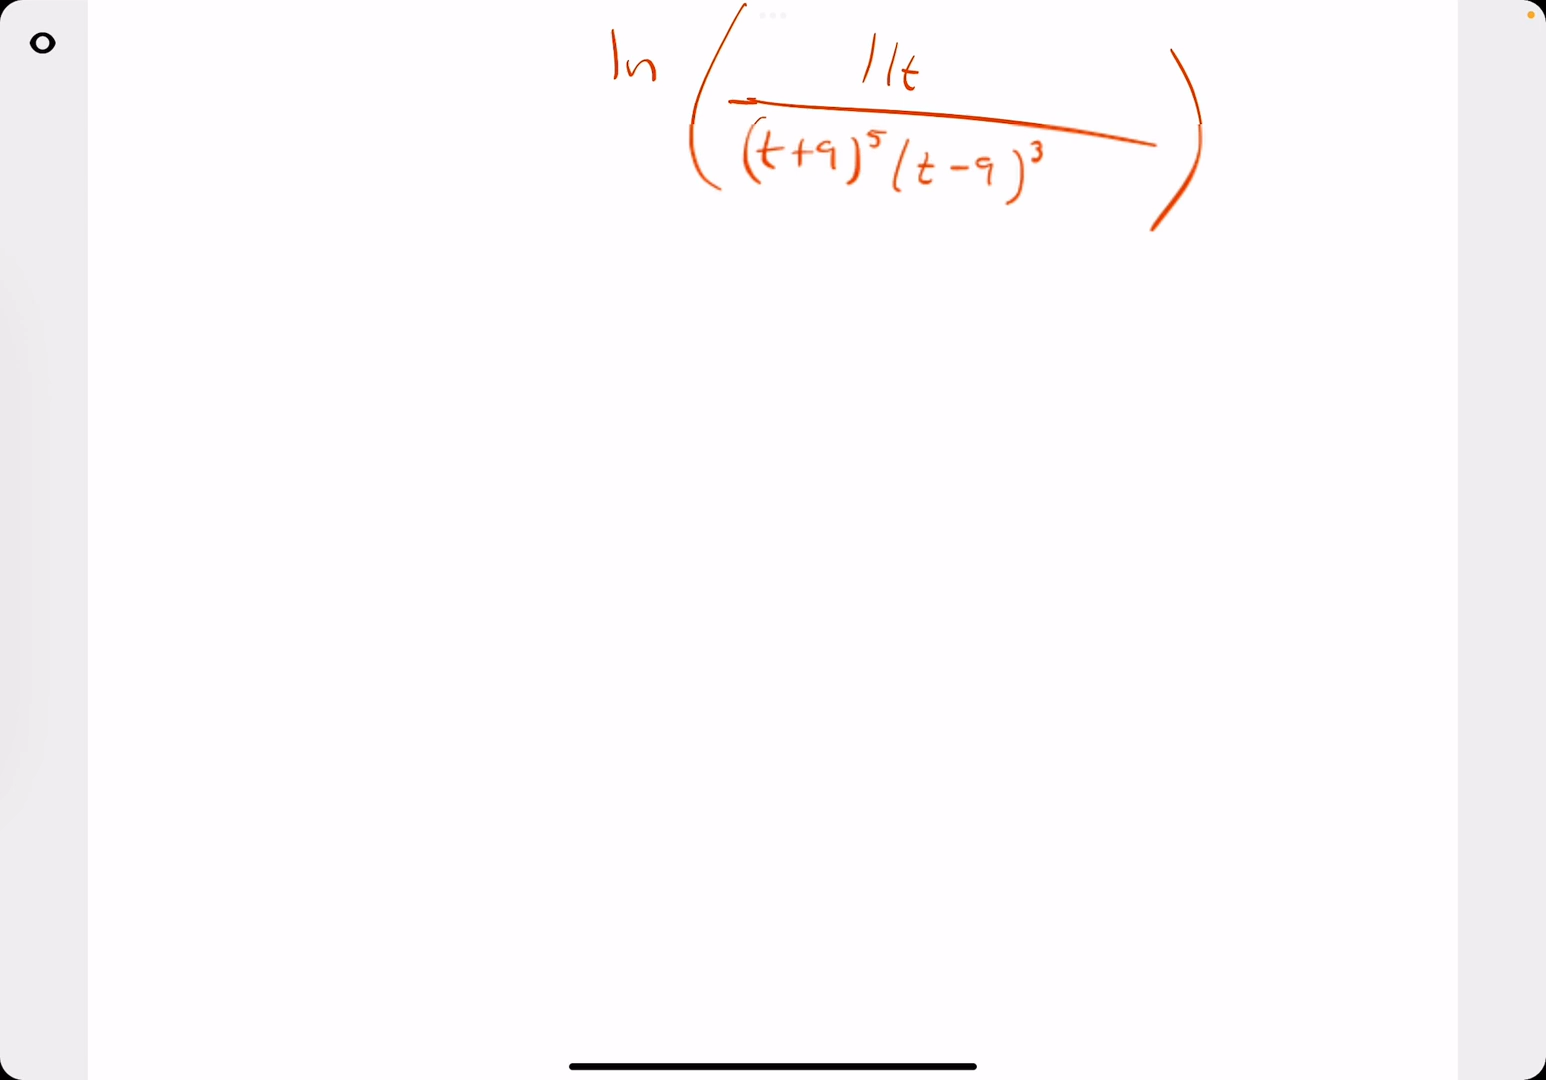 ln ( 11t / (t+9)⁵(t-9)³ )